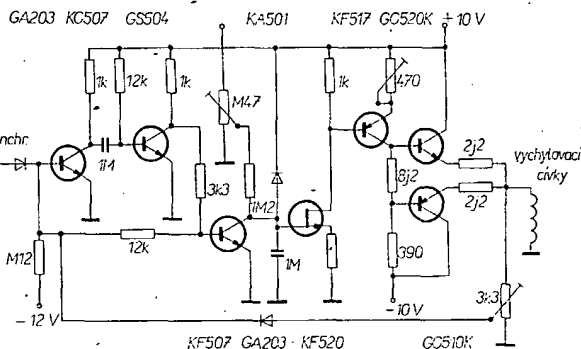 GA203 KC507 GS504 KA501 KF517 GC520K + 10 V
1k 12k 1k M47 1k 470
nchr.
1M 3k3 1M2 8j2 2j2 vychylovací
cívky
2j2
M12 12k 1M 390 3k3
- 12 V -10 V
KF507 GA203 KF520 GC510K